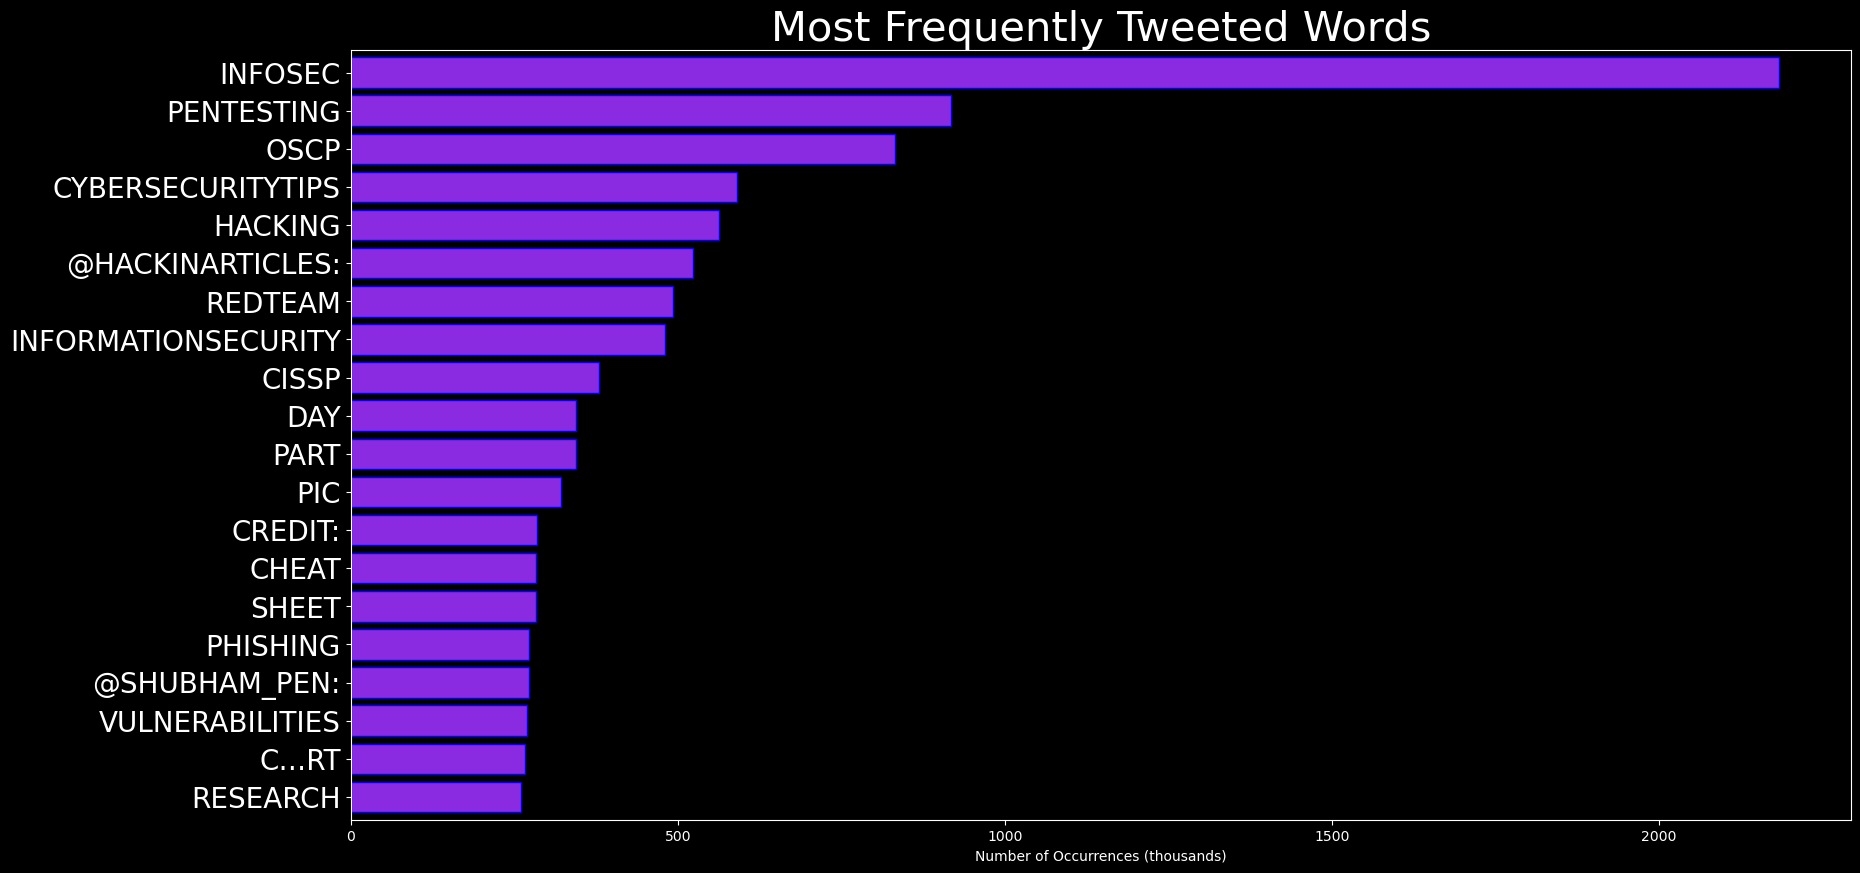 Most Frequently Tweeted Words
INFOSEC
PENTESTING
OSCP
CYBERSECURITYTIPS
HACKING
@HACKINARTICLES:
REDTEAM
INFORMATIONSECURITY
CISSP
DAY
PART
PIC
CREDIT:
CHEAT
SHEET
PHISHING
@SHUBHAM_PEN:
VULNERABILITIES
C…RT
RESEARCH
0 500 1000 1500 2000
Number of Occurrences (thousands)